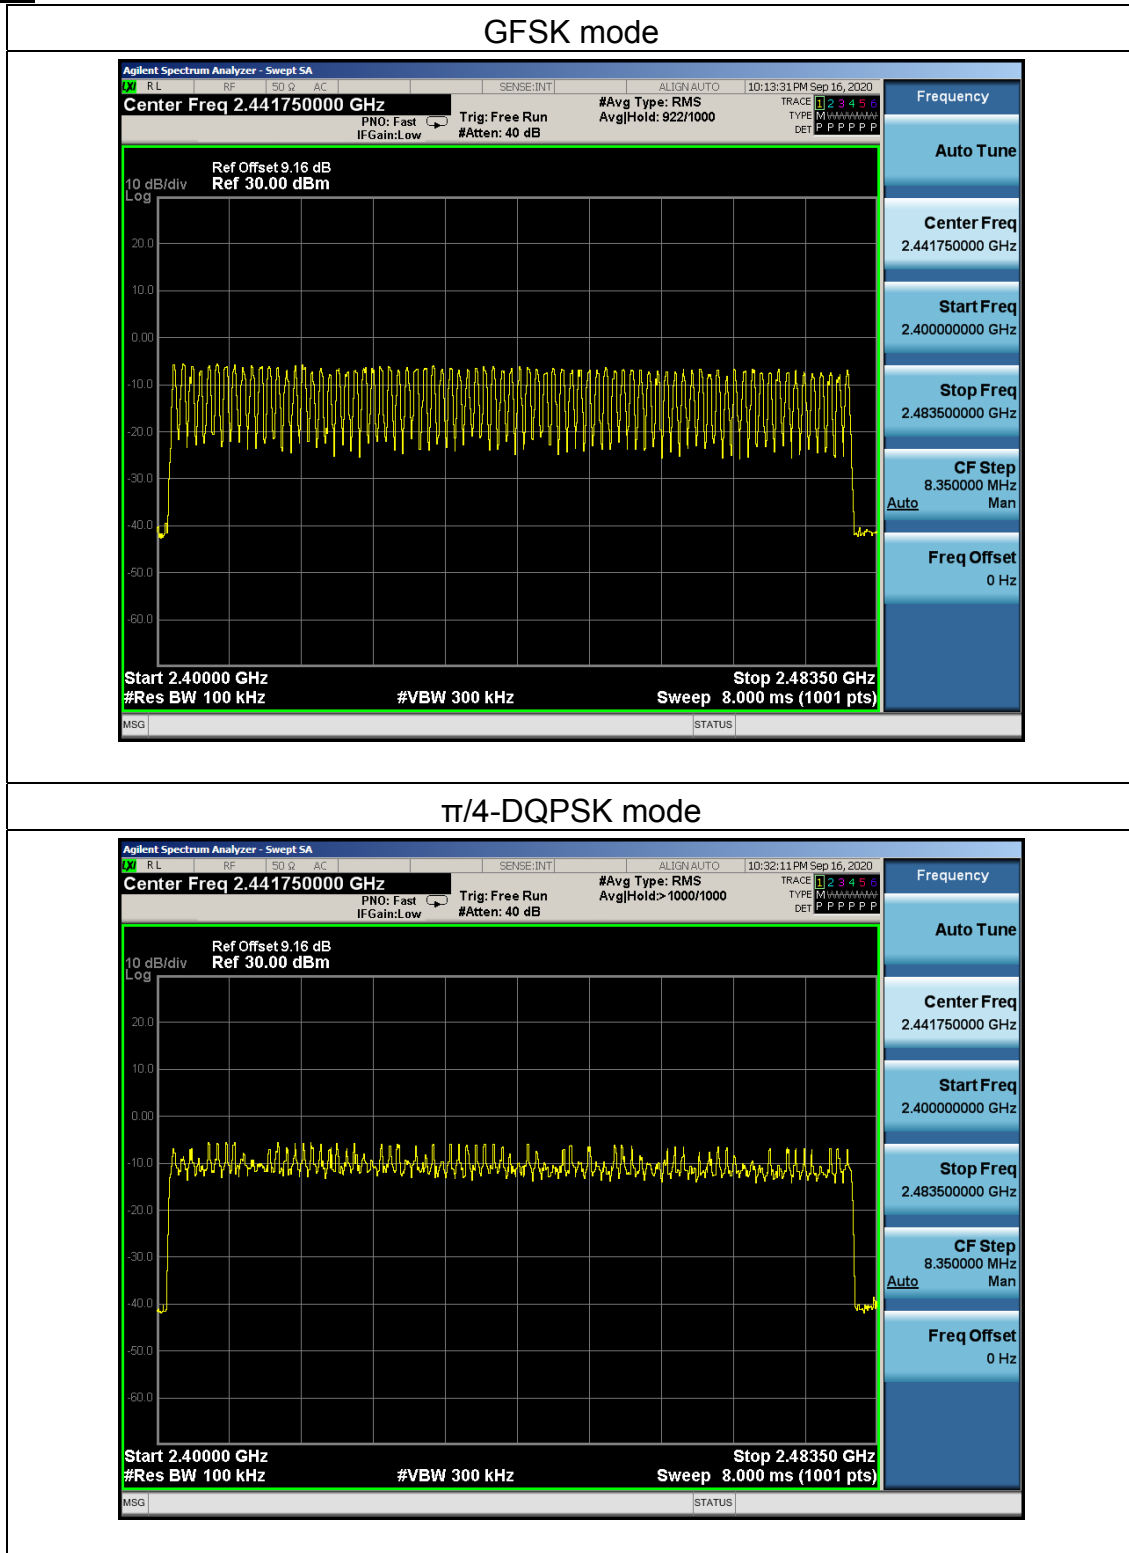 GFSK mode
Agilent Spectrum Analyzer - Swept SA
LXI RL RF 50 Ω AC SENSE:INT ALIGN AUTO 10:13:31 PM Sep 16, 2020
Center Freq 2.441750000 GHz #Avg Type: RMS TRACE 1 2 3 4 5 6
PNO: Fast Trig: Free Run Avg|Hold: 922/1000 TYPE M WWWWW
IFGain:Low #Atten: 40 dB DET P P P P P P
Frequency
Auto Tune
Ref Offset 9.16 dB
10 dB/div Ref 30.00 dBm
Log
20.0
10.0
0.00
-10.0
-20.0
-30.0
-40.0
-50.0
-60.0
Center Freq
2.441750000 GHz
Start Freq
2.400000000 GHz
Stop Freq
2.483500000 GHz
CF Step
8.350000 MHz
Auto Man
Freq Offset
0 Hz
Start 2.40000 GHz Stop 2.48350 GHz
#Res BW 100 kHz #VBW 300 kHz Sweep 8.000 ms (1001 pts)
MSG STATUS
π/4-DQPSK mode
Agilent Spectrum Analyzer - Swept SA
LXI RL RF 50 Ω AC SENSE:INT ALIGN AUTO 10:32:11 PM Sep 16, 2020
Center Freq 2.441750000 GHz #Avg Type: RMS TRACE 1 2 3 4 5 6
PNO: Fast Trig: Free Run Avg|Hold:>1000/1000 TYPE M WWWWW
IFGain:Low #Atten: 40 dB DET P P P P P P
Frequency
Auto Tune
Ref Offset 9.16 dB
10 dB/div Ref 30.00 dBm
Log
20.0
10.0
0.00
-10.0
-20.0
-30.0
-40.0
-50.0
-60.0
Center Freq
2.441750000 GHz
Start Freq
2.400000000 GHz
Stop Freq
2.483500000 GHz
CF Step
8.350000 MHz
Auto Man
Freq Offset
0 Hz
Start 2.40000 GHz Stop 2.48350 GHz
#Res BW 100 kHz #VBW 300 kHz Sweep 8.000 ms (1001 pts)
MSG STATUS